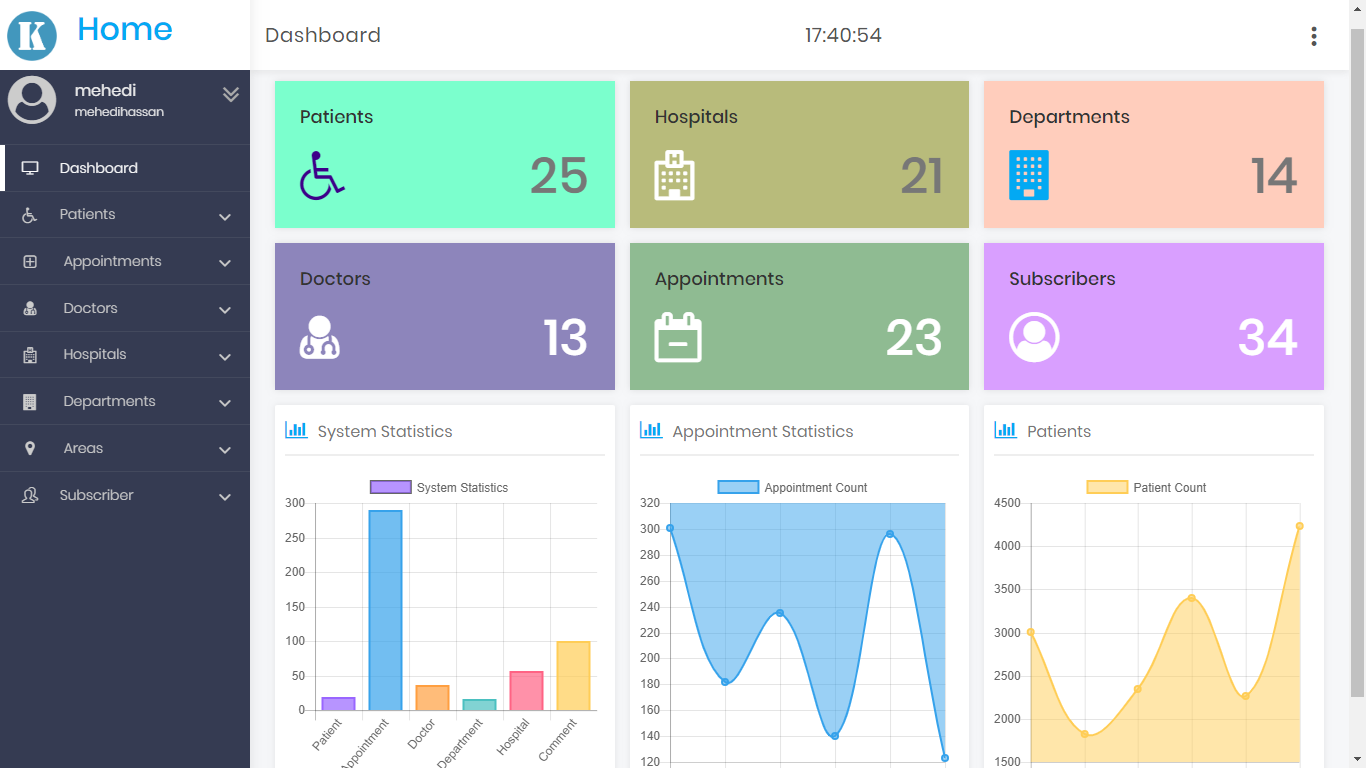 K Home
Dashboard 17:40:54
mehedi
mehedihassan
Dashboard
Patients
Appointments
Doctors
Hospitals
Departments
Areas
Subscriber
Patients
25
Hospitals
21
Departments
14
Doctors
13
Appointments
23
Subscribers
34
System Statistics
System Statistics
300
250
200
150
100
50
0
Patient Appointment Doctor Department Hospital Comment
Appointment Statistics
Appointment Count
320
300
280
260
240
220
200
180
160
140
120
Patients
Patient Count
4500
4000
3500
3000
2500
2000
1500